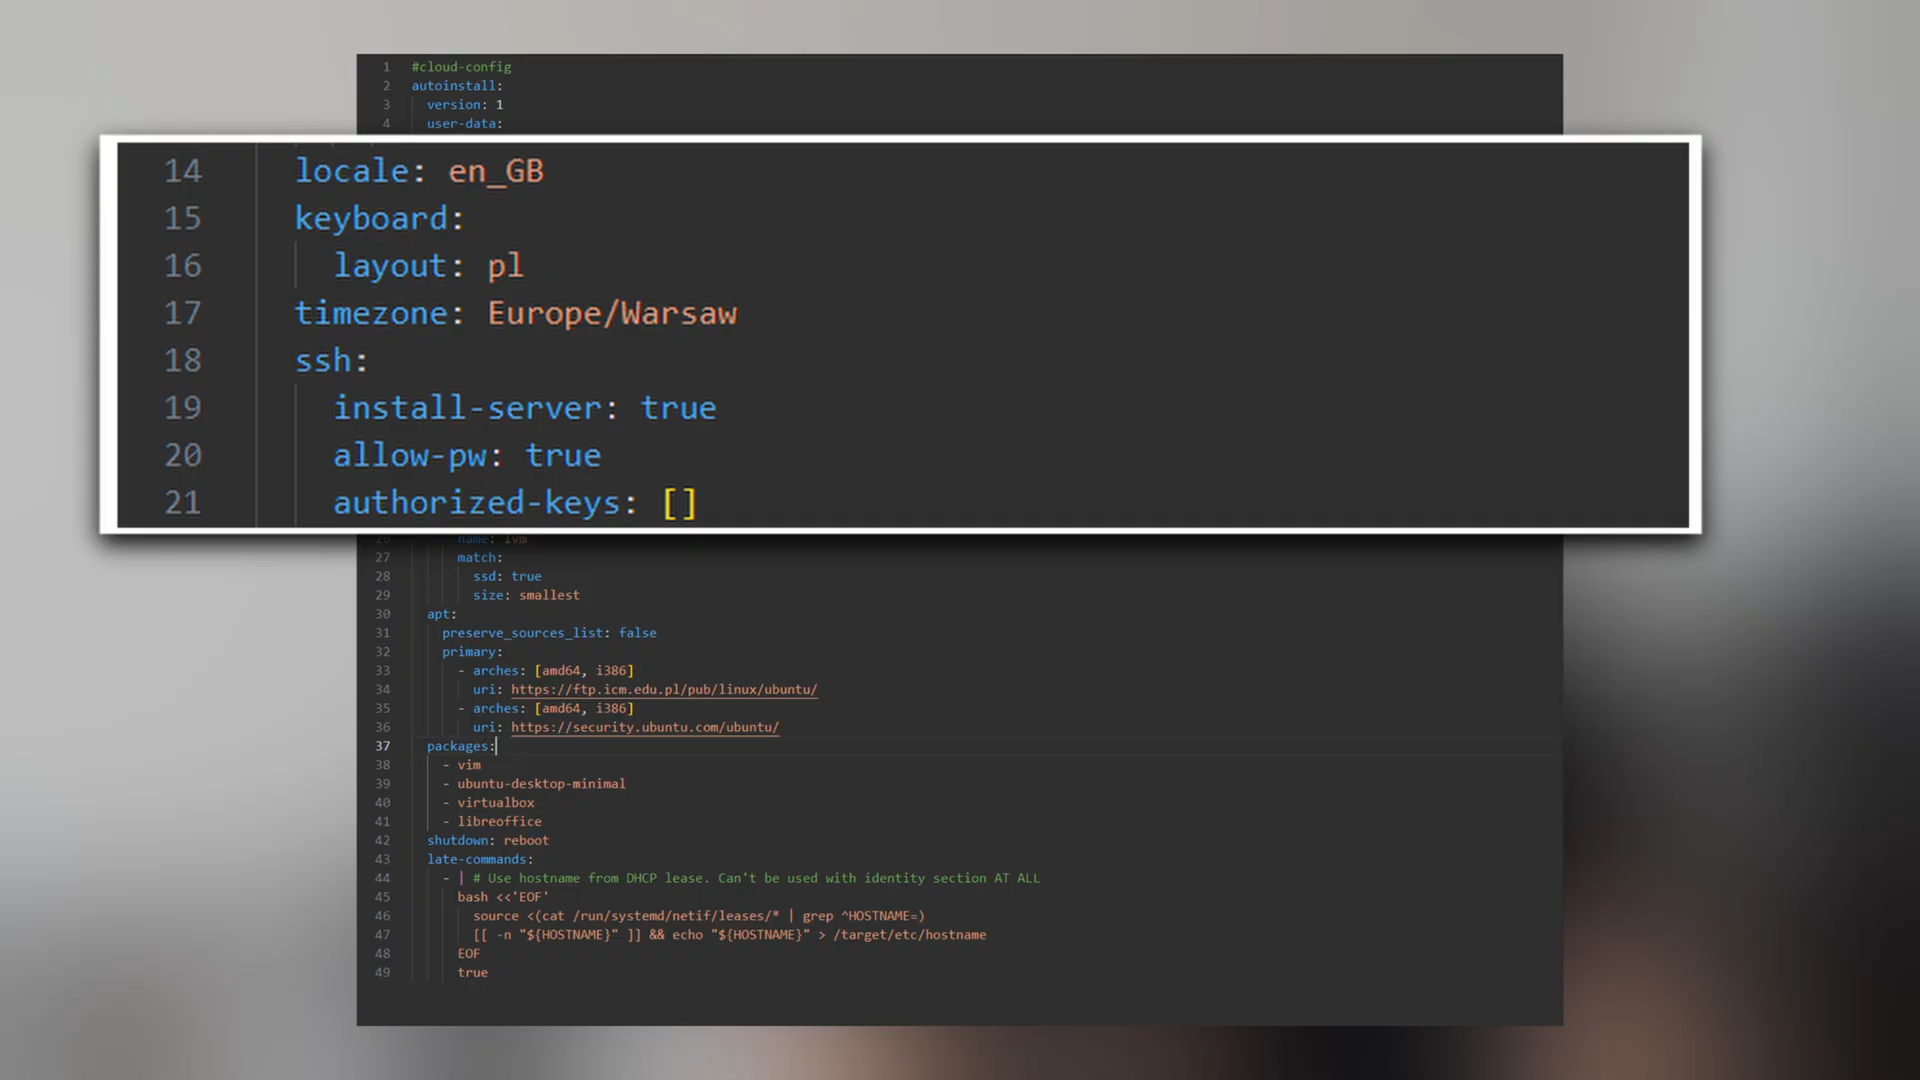 1 #cloud-config
2 autoinstall:
3 version: 1
4 user-data:
14 locale: en_GB
15 keyboard:
16 layout: pl
17 timezone: Europe/Warsaw
18 ssh:
19 install-server: true
20 allow-pw: true
21 authorized-keys: []
26 name: lvm
27 match:
28 ssd: true
29 size: smallest
30 apt:
31 preserve_sources_list: false
32 primary:
33 - arches: [amd64, i386]
34 uri: https://ftp.icm.edu.pl/pub/linux/ubuntu/
35 - arches: [amd64, i386]
36 uri: https://security.ubuntu.com/ubuntu/
37 packages:
38 - vim
39 - ubuntu-desktop-minimal
40 - virtualbox
41 - libreoffice
42 shutdown: reboot
43 late-commands:
44 - | # Use hostname from DHCP lease. Can't be used with identity section AT ALL
45 bash <<'EOF'
46 source <(cat /run/systemd/netif/leases/* | grep ^HOSTNAME=)
47 [[ -n "${HOSTNAME}" ]] && echo "${HOSTNAME}" > /target/etc/hostname
48 EOF
49 true